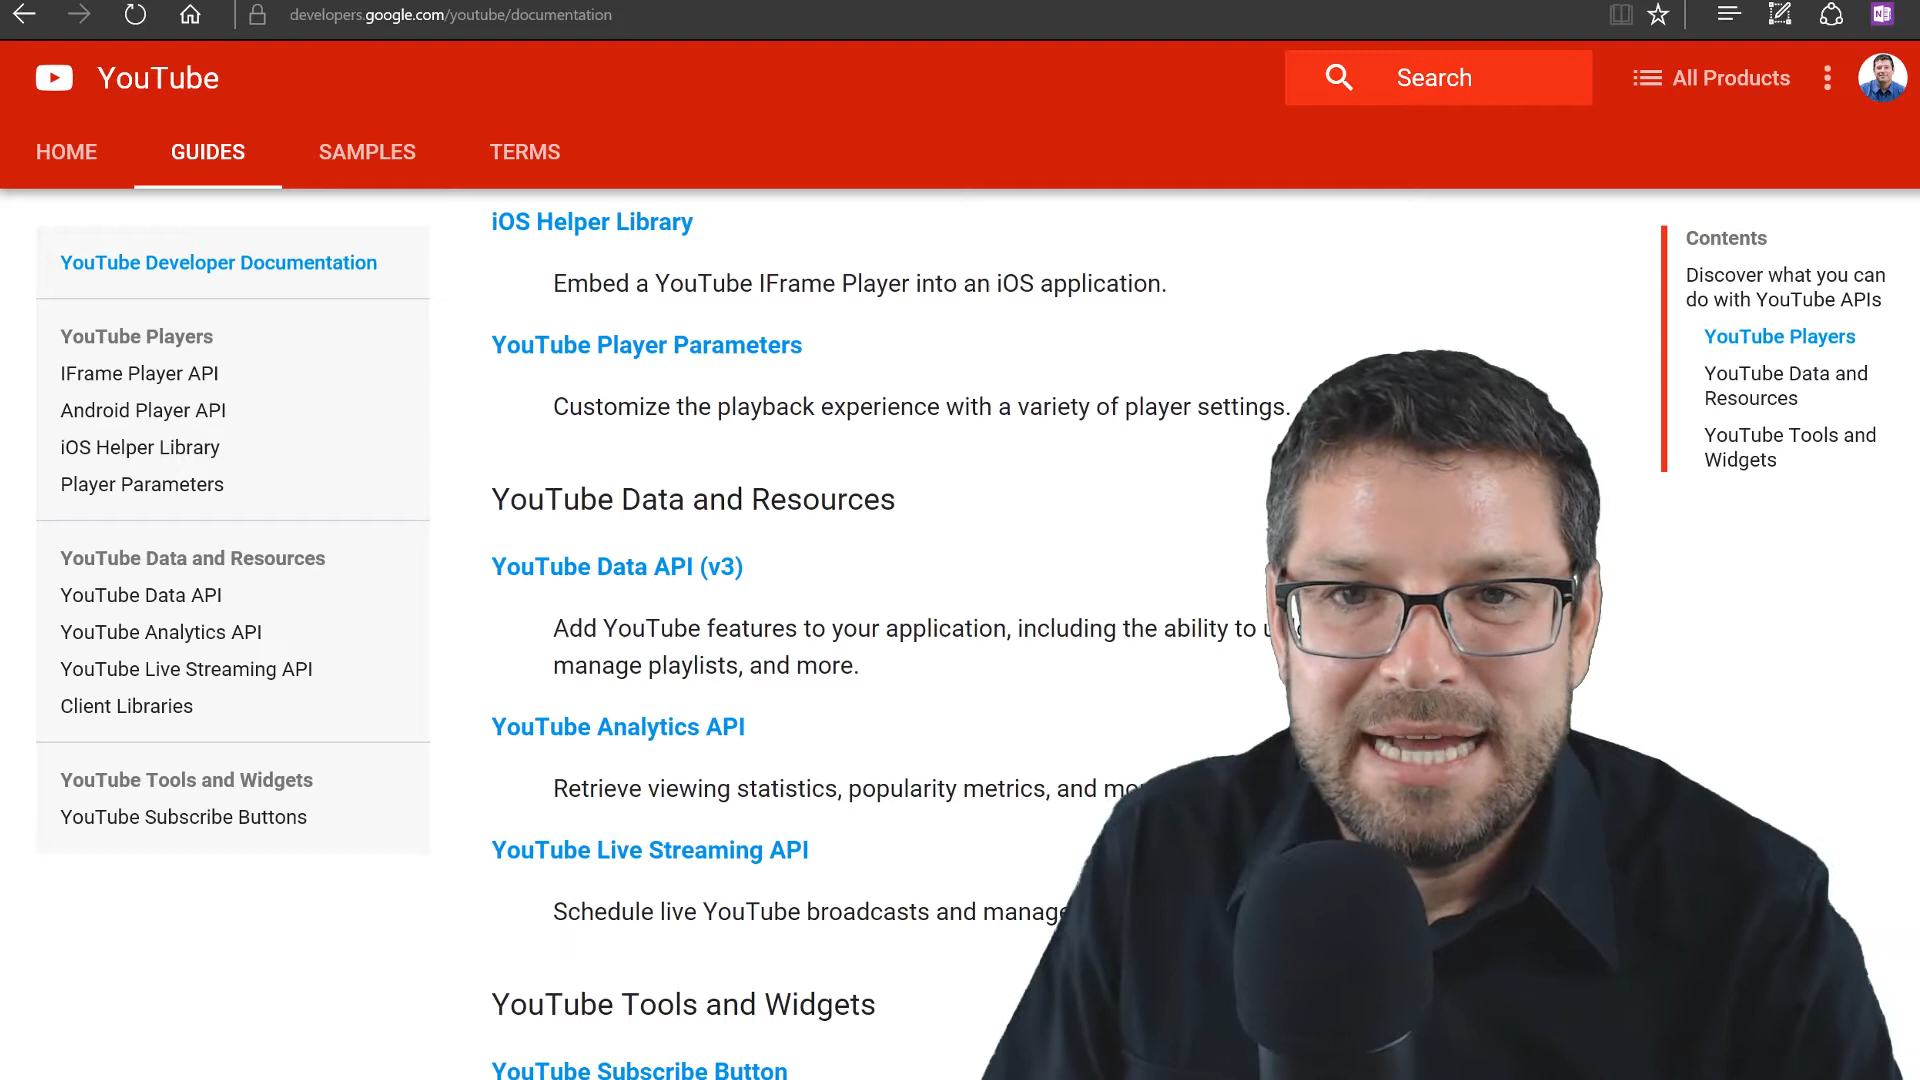 developers.google.com/youtube/documentation
N
YouTube
Search
All Products
HOME
GUIDES
SAMPLES
TERMS
YouTube Developer Documentation
YouTube Players
IFrame Player API
Android Player API
iOS Helper Library
Player Parameters
YouTube Data and Resources
YouTube Data API
YouTube Analytics API
YouTube Live Streaming API
Client Libraries
YouTube Tools and Widgets
YouTube Subscribe Buttons
iOS Helper Library
Embed a YouTube IFrame Player into an iOS application.
YouTube Player Parameters
Customize the playback experience with a variety of player settings.
YouTube Data and Resources
YouTube Data API (v3)
Add YouTube features to your application, including the ability to
manage playlists, and more.
YouTube Analytics API
Retrieve viewing statistics, popularity metrics, and
YouTube Live Streaming API
Schedule live YouTube broadcasts and manage
YouTube Tools and Widgets
YouTube Subscribe Button
Contents
Discover what you can
do with YouTube APIs
YouTube Players
YouTube Data and
Resources
YouTube Tools and
Widgets